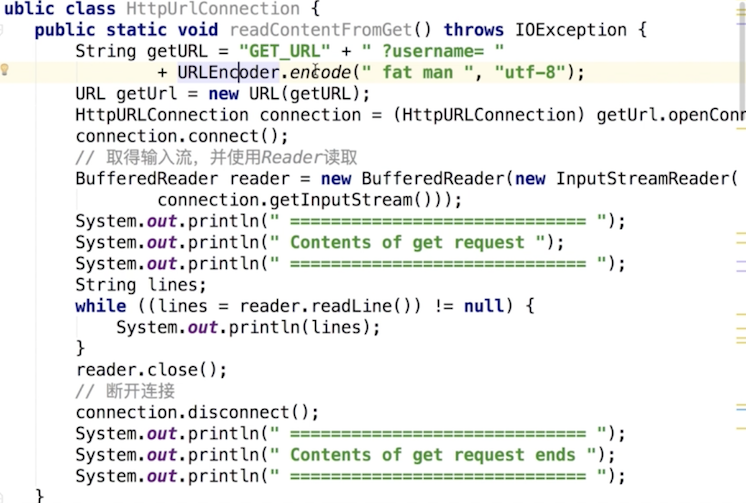 ublic class HttpUrlConnection {
public static void readContentFromGet() throws IOException {
String getURL = "GET_URL" + " ?username= "
+ URLEncoder.encode(" fat man ", "utf-8");
URL getUrl = new URL(getURL);
HttpURLConnection connection = (HttpURLConnection) getUrl.openConn
connection.connect();
// 取得输入流，并使用Reader读取
BufferedReader reader = new BufferedReader(new InputStreamReader(
connection.getInputStream()));
System.out.println(" ============================= ");
System.out.println(" Contents of get request ");
System.out.println(" ============================= ");
String lines;
while ((lines = reader.readLine()) != null) {
System.out.println(lines);
}
reader.close();
// 断开连接
connection.disconnect();
System.out.println(" ============================= ");
System.out.println(" Contents of get request ends ");
System.out.println(" ============================= ");
}